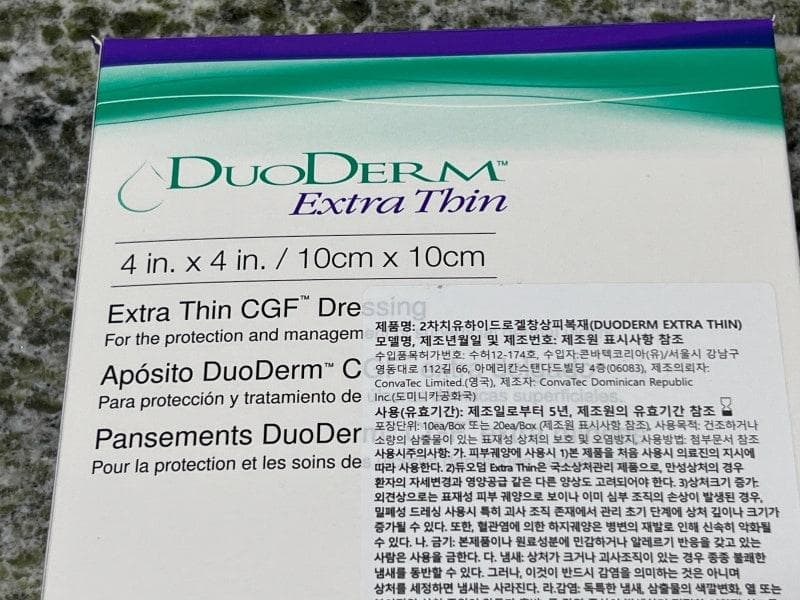 DUODERM™
Extra Thin
4 in. x 4 in. / 10cm x 10cm
Extra Thin CGF™ Dressing
For the protection and managem
Apósito DuoDerm™ C
Para protección y tratamiento de úlceras superficiales.
Pansements DuoDer
Pour la protection et les soins des
제품명: 2차치유하이드로겔창상피복재(DUODERM EXTRA THIN)
모델명, 제조년월일 및 제조번호: 제조원 표시사항 참조
수입품목허가번호: 수허12-174호, 수입자:콘바텍코리아(유)/서울시 강남구
영동대로 112길 66, 아메리칸스탠다드빌딩 4층(06083), 제조의뢰자:
ConvaTec Limited.(영국), 제조자: ConvaTec Dominican Republic
Inc.(도미니카공화국)
사용(유효기간): 제조일로부터 5년, 제조원의 유효기간 참조
포장단위: 10ea/Box 또는 20ea/Box (제조원 표시사항 참조), 사용목적: 건조하거나
소량의 삼출물이 있는 표재성 상처의 보호 및 오염방지, 사용방법: 첨부문서 참조
사용시주의사항: 가. 피부궤양에 사용시 1)본 제품을 처음 사용시 의료진의 지시에
따라 사용한다. 2)듀오덤 Extra Thin은 국소상처관리 제품으로, 만성상처의 경우
환자의 자세변경과 영양공급 같은 다른 양상도 고려되어야 한다. 3)상처크기 증가:
외견상으로는 표재성 피부 궤양으로 보이나 이미 심부 조직의 손상이 발생된 경우,
밀폐성 드레싱 사용시 특히 괴사 조직 존재에서 관리 초기 단계에 상처 깊이나 크기가
증가될 수 있다. 또한, 혈관염에 의한 하지궤양은 병변의 재발로 인해 신속히 악화될
수 있다. 나. 금기: 본제품이나 원료성분에 민감하거나 알레르기 반응을 갖고 있는
사람은 사용을 금한다. 다. 냄새: 상처가 크거나 괴사조직이 있는 경우 종종 불쾌한
냄새를 동반할 수 있다. 그러나, 이것이 반드시 감염을 의미하는 것은 아니며
상처를 세정하면 냄새는 사라진다. 라.감염: 독특한 냄새, 삼출물의 색깔변화, 열 또는